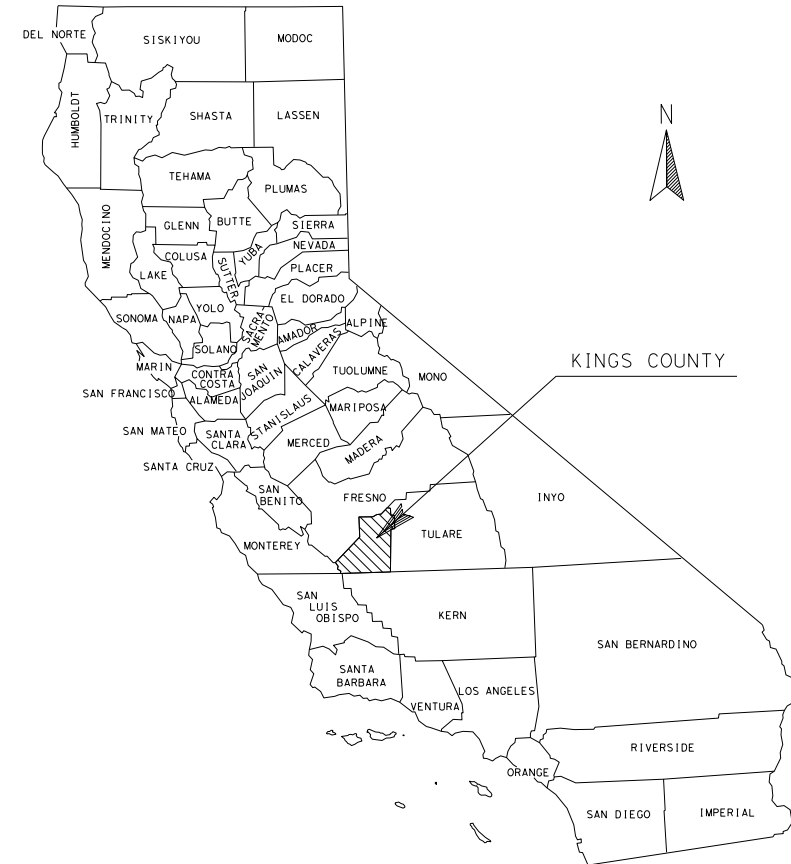 DEL NORTE
SISKIYOU
MODOC
HUMBOLDT
TRINITY
SHASTA
LASSEN
N
TEHAMA
PLUMAS
MENDOCINO
GLENN
BUTTE
SIERRA
NEVADA
YUBA
COLUSA
SUTTER
PLACER
LAKE
EL DORADO
YOLO
SONOMA
NAPA
SACRA-
MENTO
ALPINE
AMADOR
SOLANO
CALAVERAS
MARIN
CONTRA
COSTA
SAN
JOAQUIN
TUOLUMNE
MONO
KINGS COUNTY
SAN FRANCISCO
ALAMEDA
STANISLAUS
MARIPOSA
SAN MATEO
SANTA
CLARA
MERCED
MADERA
SANTA CRUZ
SAN
BENITO
FRESNO
INYO
TULARE
MONTEREY
SAN
LUIS
OBISPO
KERN
SAN BERNARDINO
SANTA
BARBARA
VENTURA
LOS ANGELES
RIVERSIDE
ORANGE
SAN DIEGO
IMPERIAL